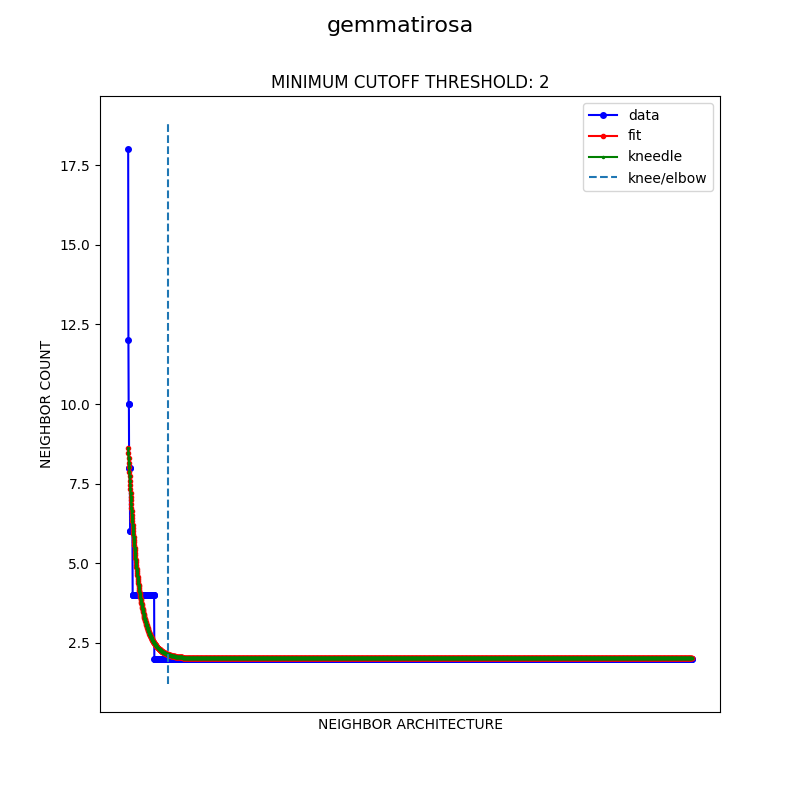 gemmatirosa
MINIMUM CUTOFF THRESHOLD: 2
data
fit
kneedle
knee/elbow
17.5
15.0
12.5
10.0
7.5
5.0
2.5
NEIGHBOR COUNT
NEIGHBOR ARCHITECTURE